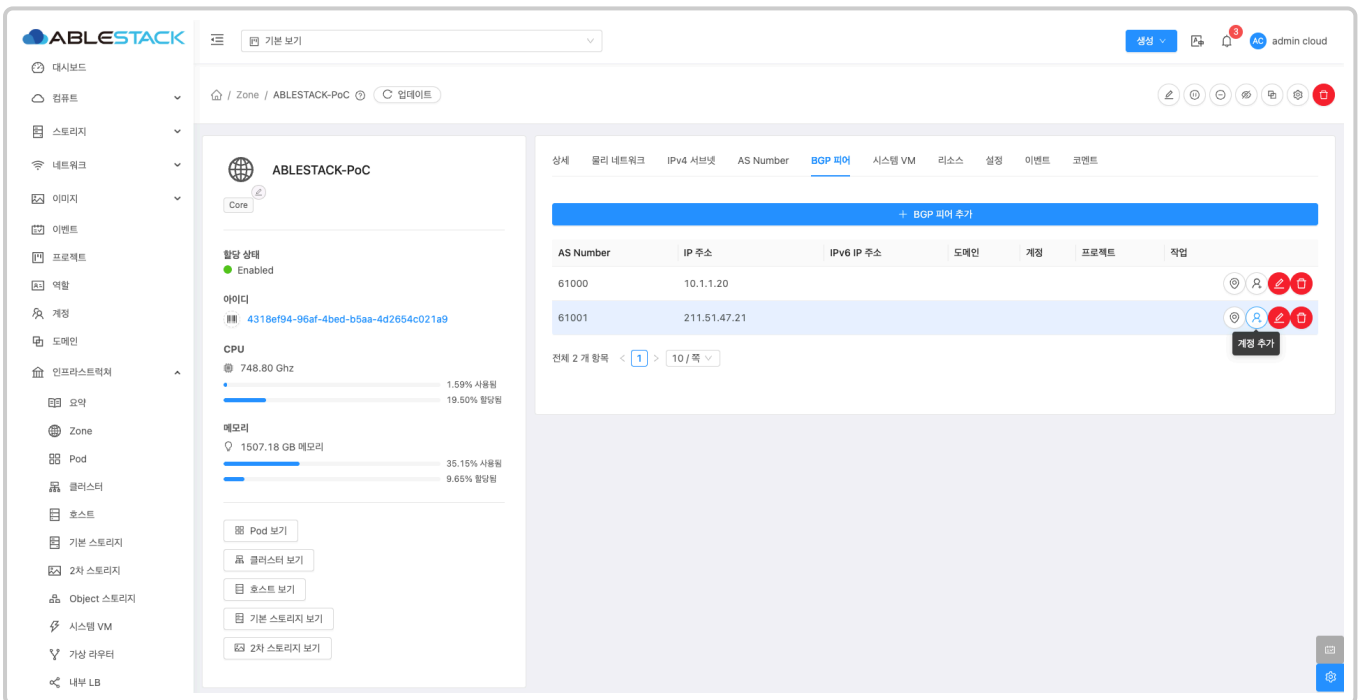 ABLESTACK
기본 보기
생성
3
AC
admin cloud
대시보드
컴퓨트
스토리지
네트워크
이미지
이벤트
프로젝트
역할
계정
도메인
인프라스트럭쳐
요약
Zone
Pod
클러스터
호스트
기본 스토리지
2차 스토리지
Object 스토리지
시스템 VM
가상 라우터
내부 LB
/ Zone / ABLESTACK-PoC
업데이트
ABLESTACK-PoC
Core
할당 상태
Enabled
아이디
4318ef94-96af-4bed-b5aa-4d2654c021a9
CPU
748.80 Ghz
1.59% 사용됨
19.50% 할당됨
메모리
1507.18 GB 메모리
35.15% 사용됨
9.65% 할당됨
Pod 보기
클러스터 보기
호스트 보기
기본 스토리지 보기
2차 스토리지 보기
상세 물리 네트워크 IPv4 서브넷 AS Number BGP 피어 시스템 VM 리소스 설정 이벤트 코멘트
+ BGP 피어 추가
AS Number IP 주소 IPv6 IP 주소 도메인 계정 프로젝트 작업
61000 10.1.1.20
61001 211.51.47.21
계정 추가
전체 2 개 항목 < 1 > 10 / 쪽